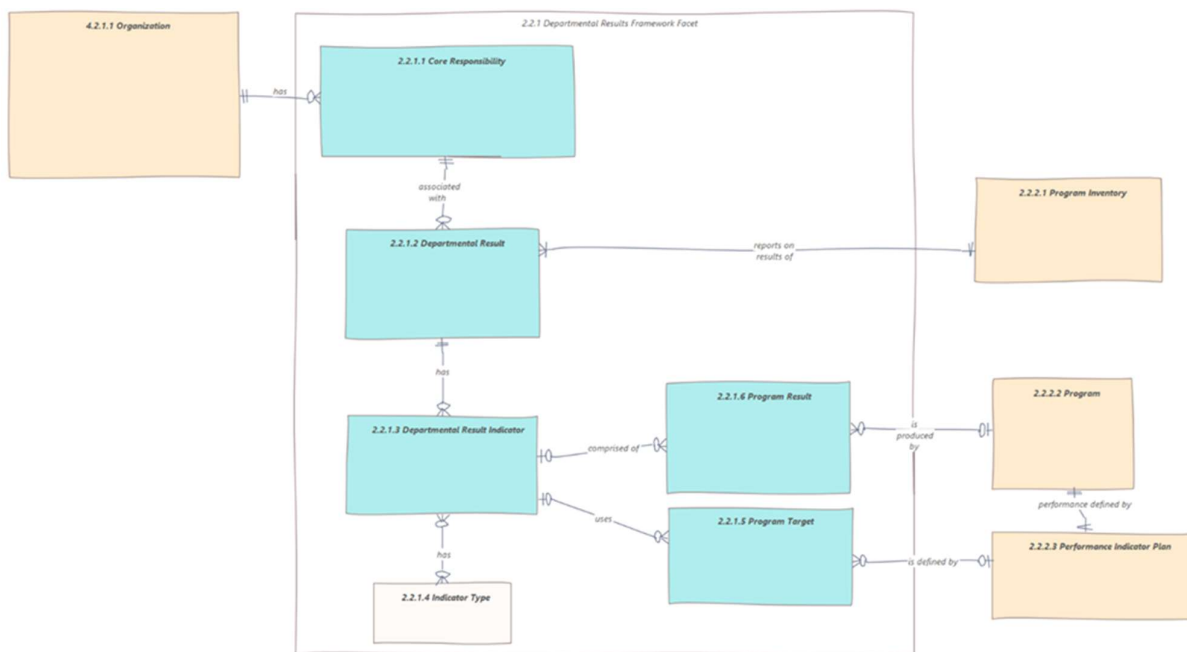 4.2.1.1 Organization
2.2.1 Departmental Results Framework Facet
2.2.1.1 Core Responsibility
has
associated
with
2.2.1.2 Departmental Result
reports on
results of
2.2.2.1 Program Inventory
has
2.2.1.3 Departmental Result Indicator
comprised of
2.2.1.6 Program Result
is
produced
by
2.2.2.2 Program
performance defined by
uses
2.2.1.5 Program Target
is defined by
2.2.2.3 Performance Indicator Plan
has
2.2.1.4 Indicator Type